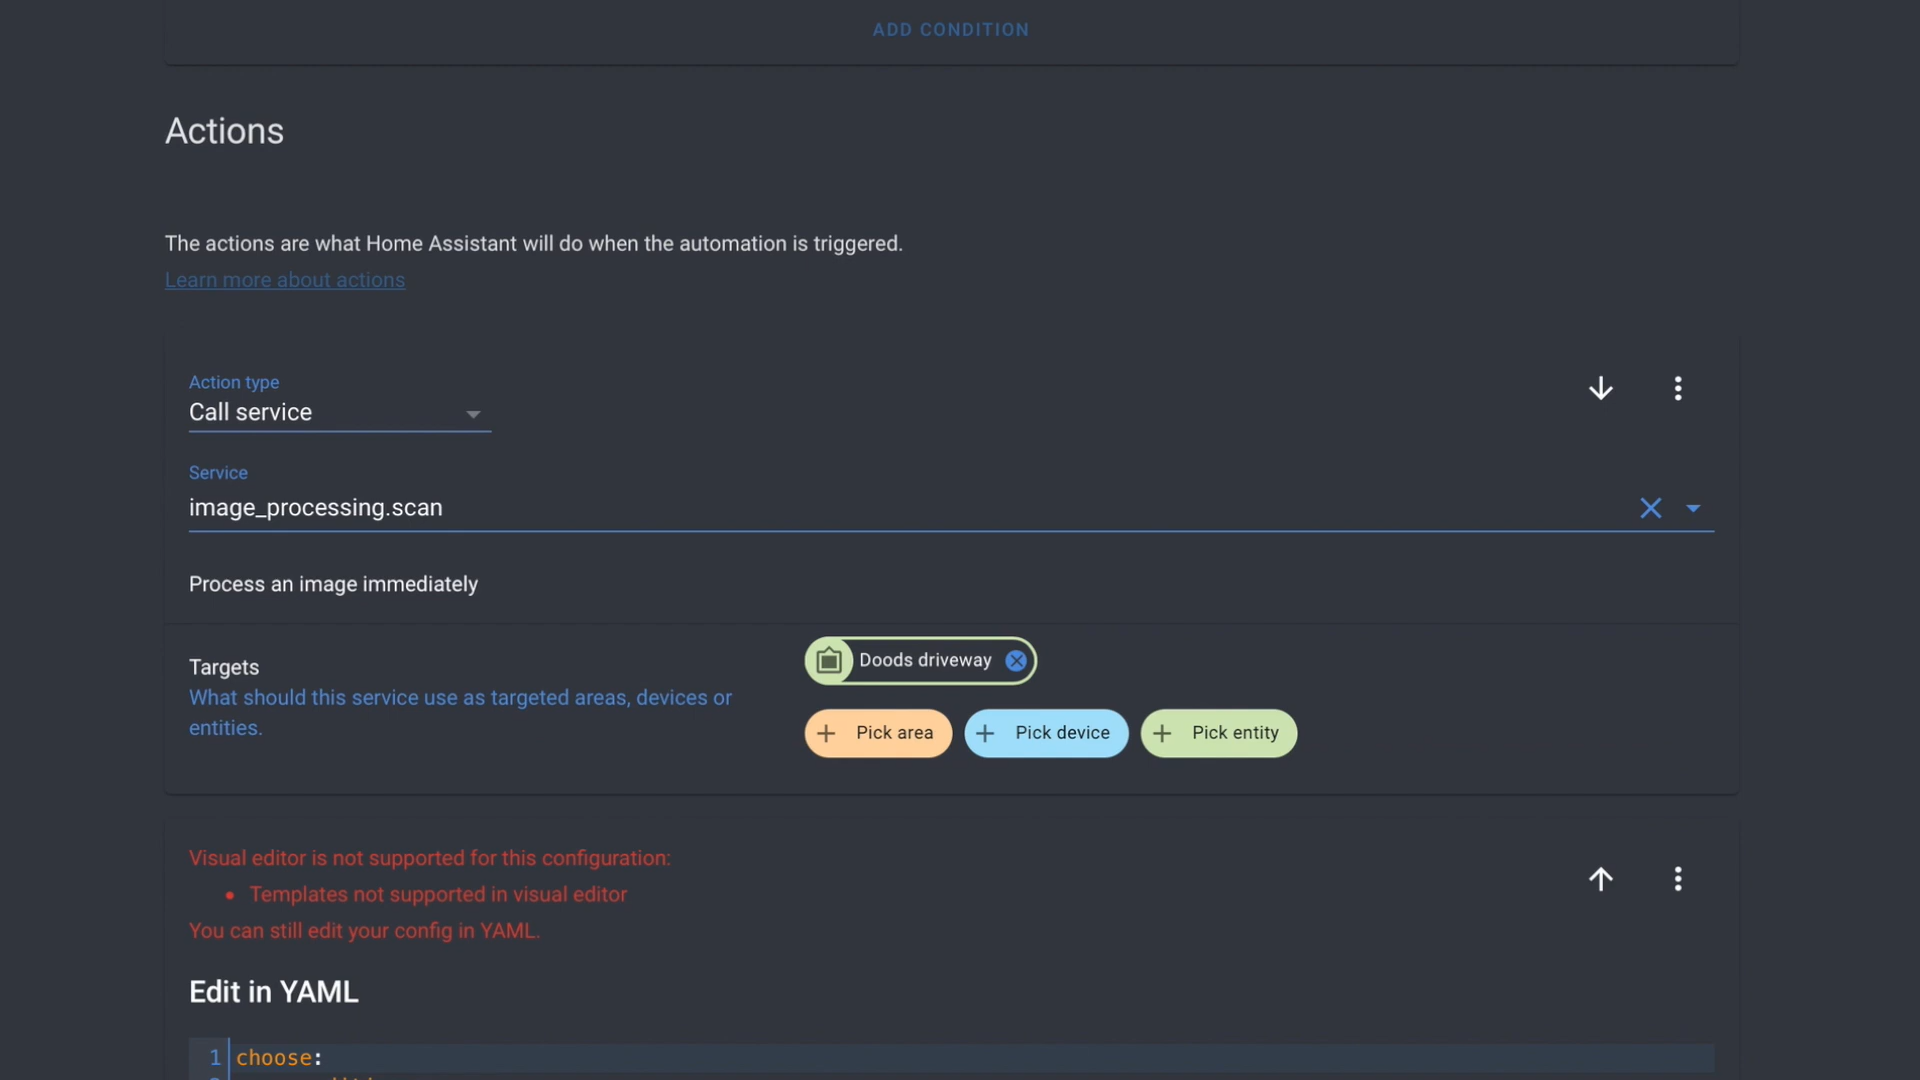 ADD CONDITION
Actions
The actions are what Home Assistant will do when the automation is triggered.
Learn more about actions
Action type
Call service
Service
image_processing.scan
Process an image immediately
Targets
What should this service use as targeted areas, devices or
entities.
Doods driveway
Pick area
Pick device
Pick entity
Visual editor is not supported for this configuration:
• Templates not supported in visual editor
You can still edit your config in YAML.
Edit in YAML
1 choose: